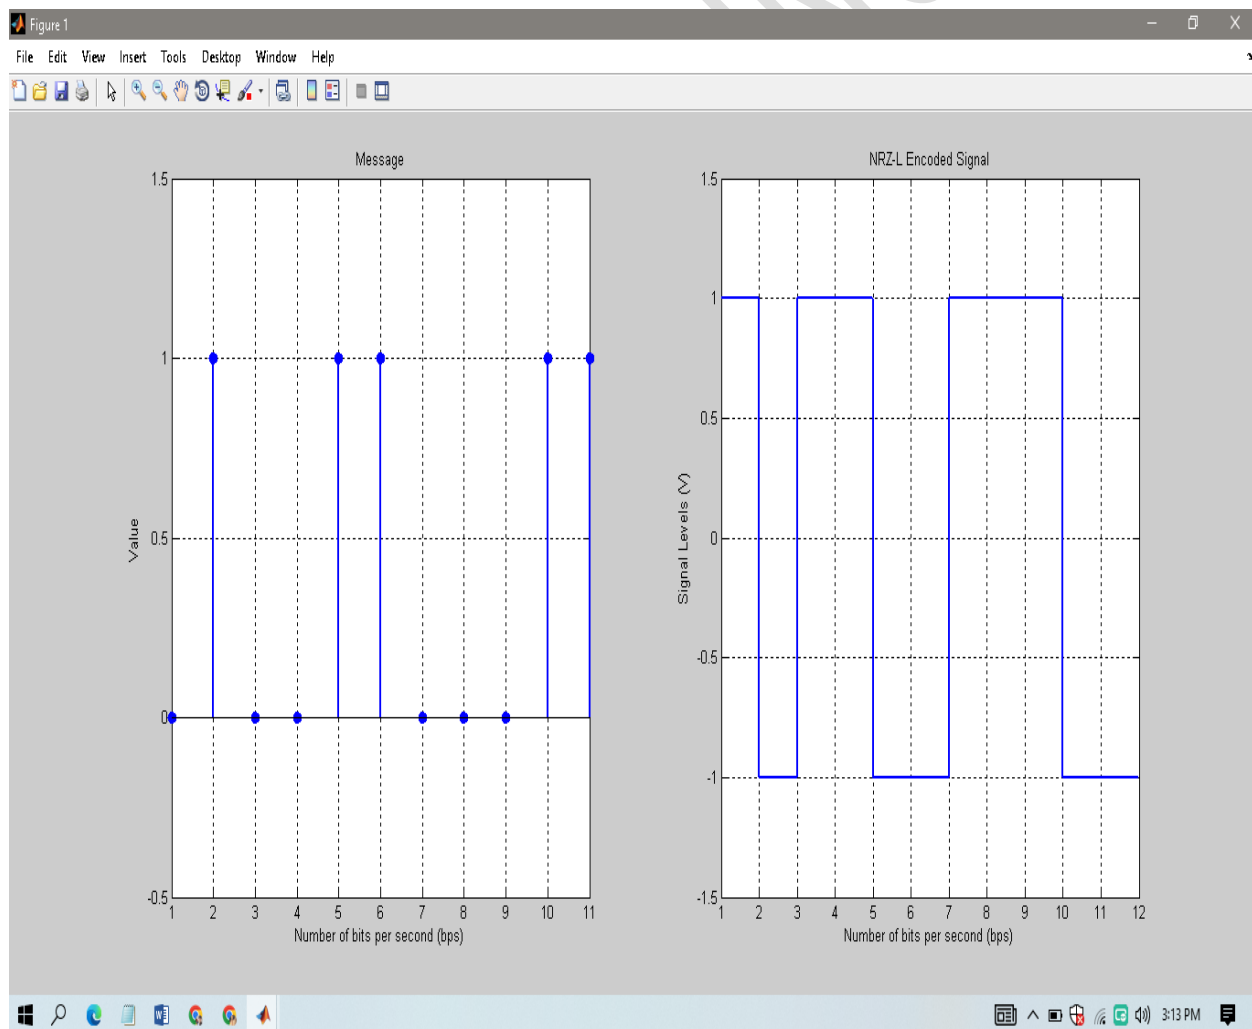 Figure 1
File Edit View Insert Tools Desktop Window Help
Message
1.5
1
0.5
0
-0.5
Value
1 2 3 4 5 6 7 8 9 10 11
Number of bits per second (bps)
NRZ-L Encoded Signal
1.5
1
0.5
0
-0.5
-1
-1.5
Signal Levels (V)
1 2 3 4 5 6 7 8 9 10 11 12
Number of bits per second (bps)
3:13 PM